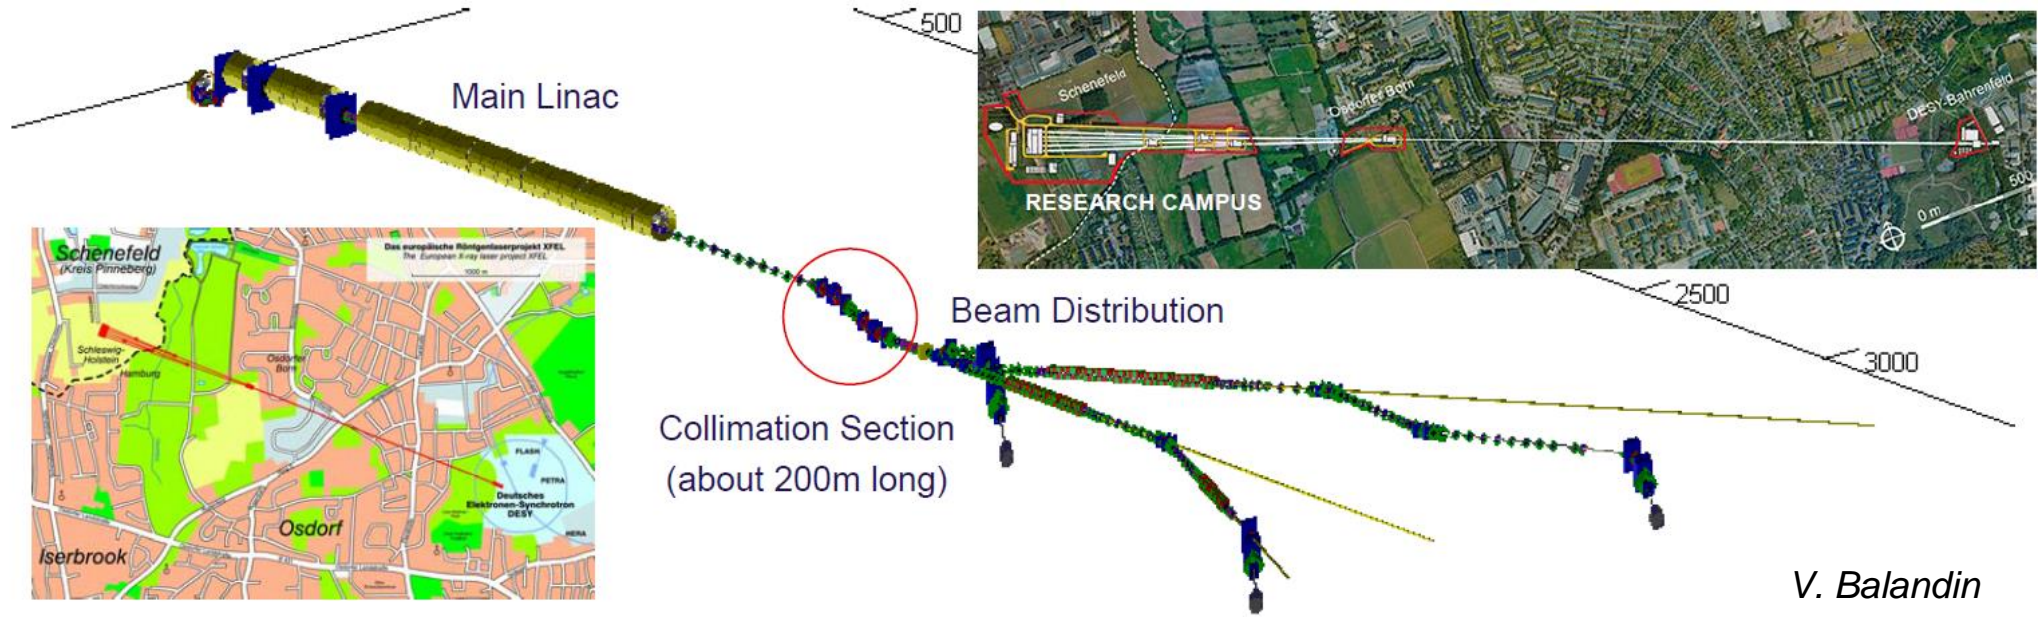 500
Main Linac
Schenefeld
Osdorfer Born
DESY-Bahrenfeld
RESEARCH CAMPUS
0 m
500
Das europäische Röntgenlaserprojekt XFEL
The European X-ray laser project XFEL
1000 m
Schenefeld
(Kreis Pinneberg)
Schleswig-
Holstein
Hamburg
Osdorfer
Born
FLASH
PETRA
Deutsches
Elektronen-Synchrotron
DESY
HERA
Osdorf
Iserbrook
Beam Distribution
2500
3000
Collimation Section
(about 200m long)
V. Balandin